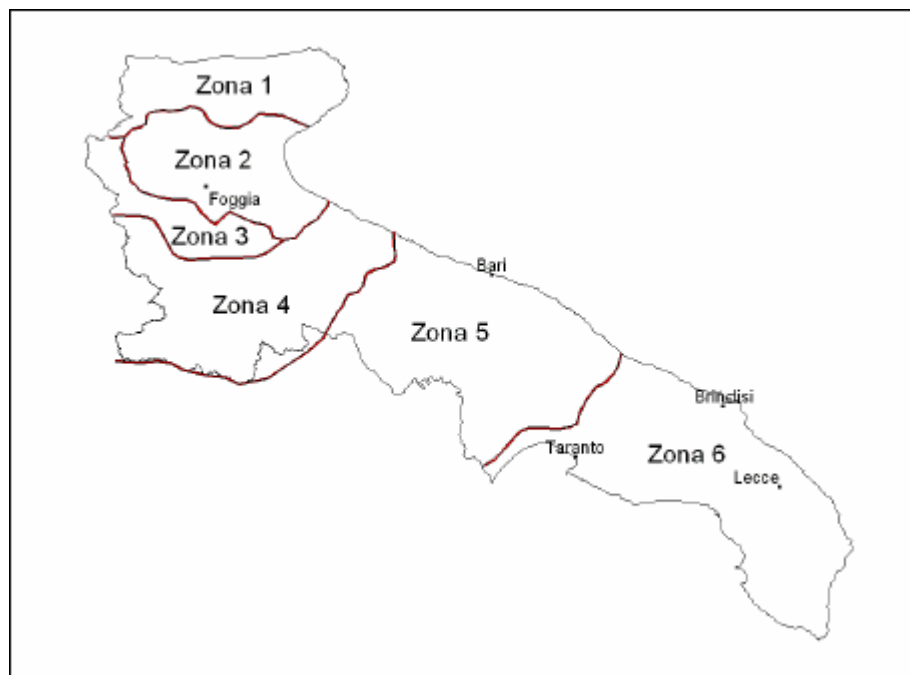 Zona 1
Zona 2
Foggia
Zona 3
Bari
Zona 4
Zona 5
Brindisi
Taranto
Zona 6
Lecce